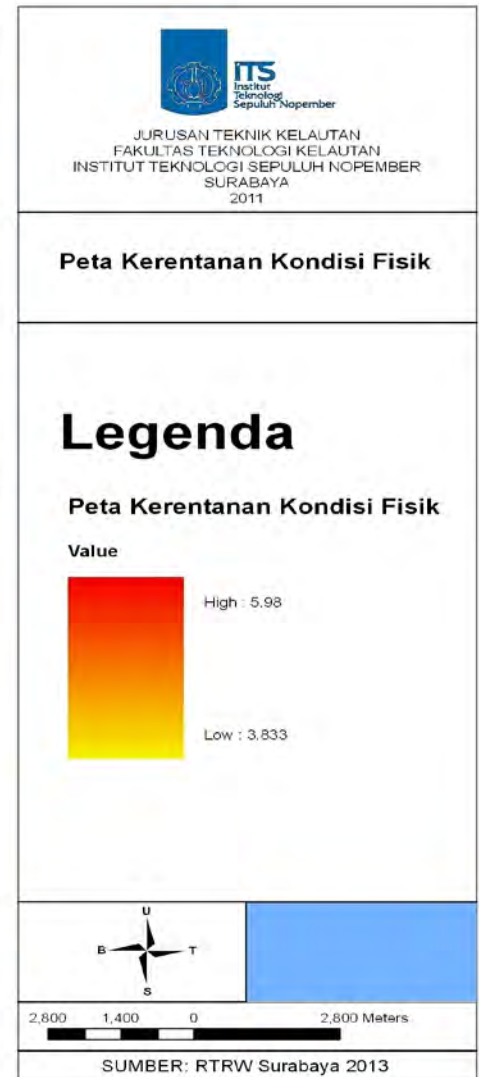 ITS
Institut
Teknologi
Sepuluh Nopember
JURUSAN TEKNIK KELAUTAN
FAKULTAS TEKNOLOGI KELAUTAN
INSTITUT TEKNOLOGI SEPULUH NOPEMBER
SURABAYA
2011
Peta Kerentanan Kondisi Fisik
Legenda
Peta Kerentanan Kondisi Fisik
Value
High : 5.98
Low : 3.833
U
B T
S
2,800 1,400 0 2,800 Meters
SUMBER: RTRW Surabaya 2013